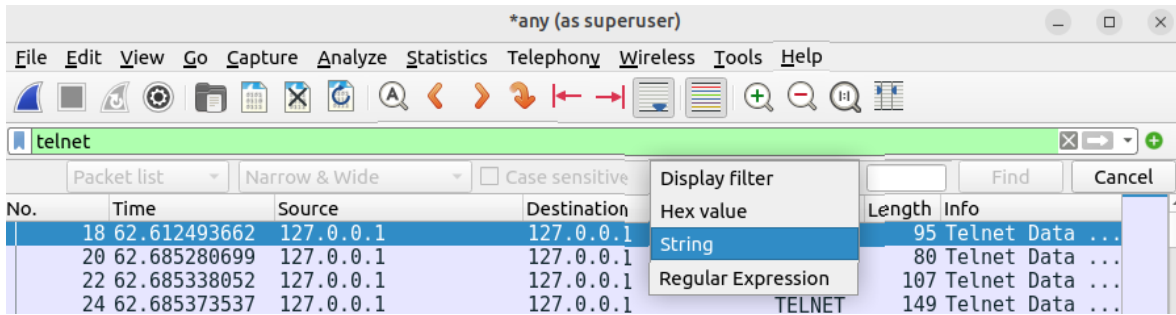 *any (as superuser)
File Edit View Go Capture Analyze Statistics Telephony Wireless Tools Help
telnet
Packet list Narrow & Wide Case sensitive Find Cancel
Display filter
Hex value
String
Regular Expression
No. Time Source Destination Length Info
18 62.612493662 127.0.0.1 127.0.0.1 95 Telnet Data ...
20 62.685280699 127.0.0.1 127.0.0.1 80 Telnet Data ...
22 62.685338052 127.0.0.1 127.0.0.1 107 Telnet Data ...
24 62.685373537 127.0.0.1 127.0.0.1 TELNET 149 Telnet Data ...